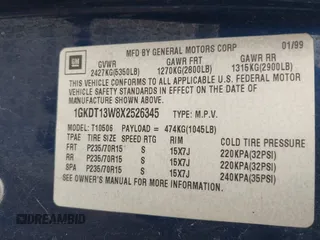 GM
MFD BY GENERAL MOTORS CORP 01/99
GVWR GAWR FRT GAWR RR
2427KG(5350LB) 1270KG(2800LB) 1315KG(2900LB)
THIS VEHICLE CONFORMS TO ALL APPLICABLE U.S. FEDERAL MOTOR
VEHICLE SAFETY STANDARDS IN EFFECT ON THE DATE OF
MANUFACTURE SHOWN ABOVE.
1GKDT13W8X2526345 TYPE: M.P.V.
MODEL: T10506 PAYLOAD = 474KG(1045LB)
TIRE SIZE SPEED RTG RIM COLD TIRE PRESSURE
FRT P235/70R15 S 15X7J 220KPA(32PSI)
RR P235/70R15 S 15X7J 220KPA(32PSI)
SPA P235/70R15 S 15X7J 240KPA(35PSI)
SEE OWNER'S MANUAL FOR MORE INFORMATION.
DREAMBID